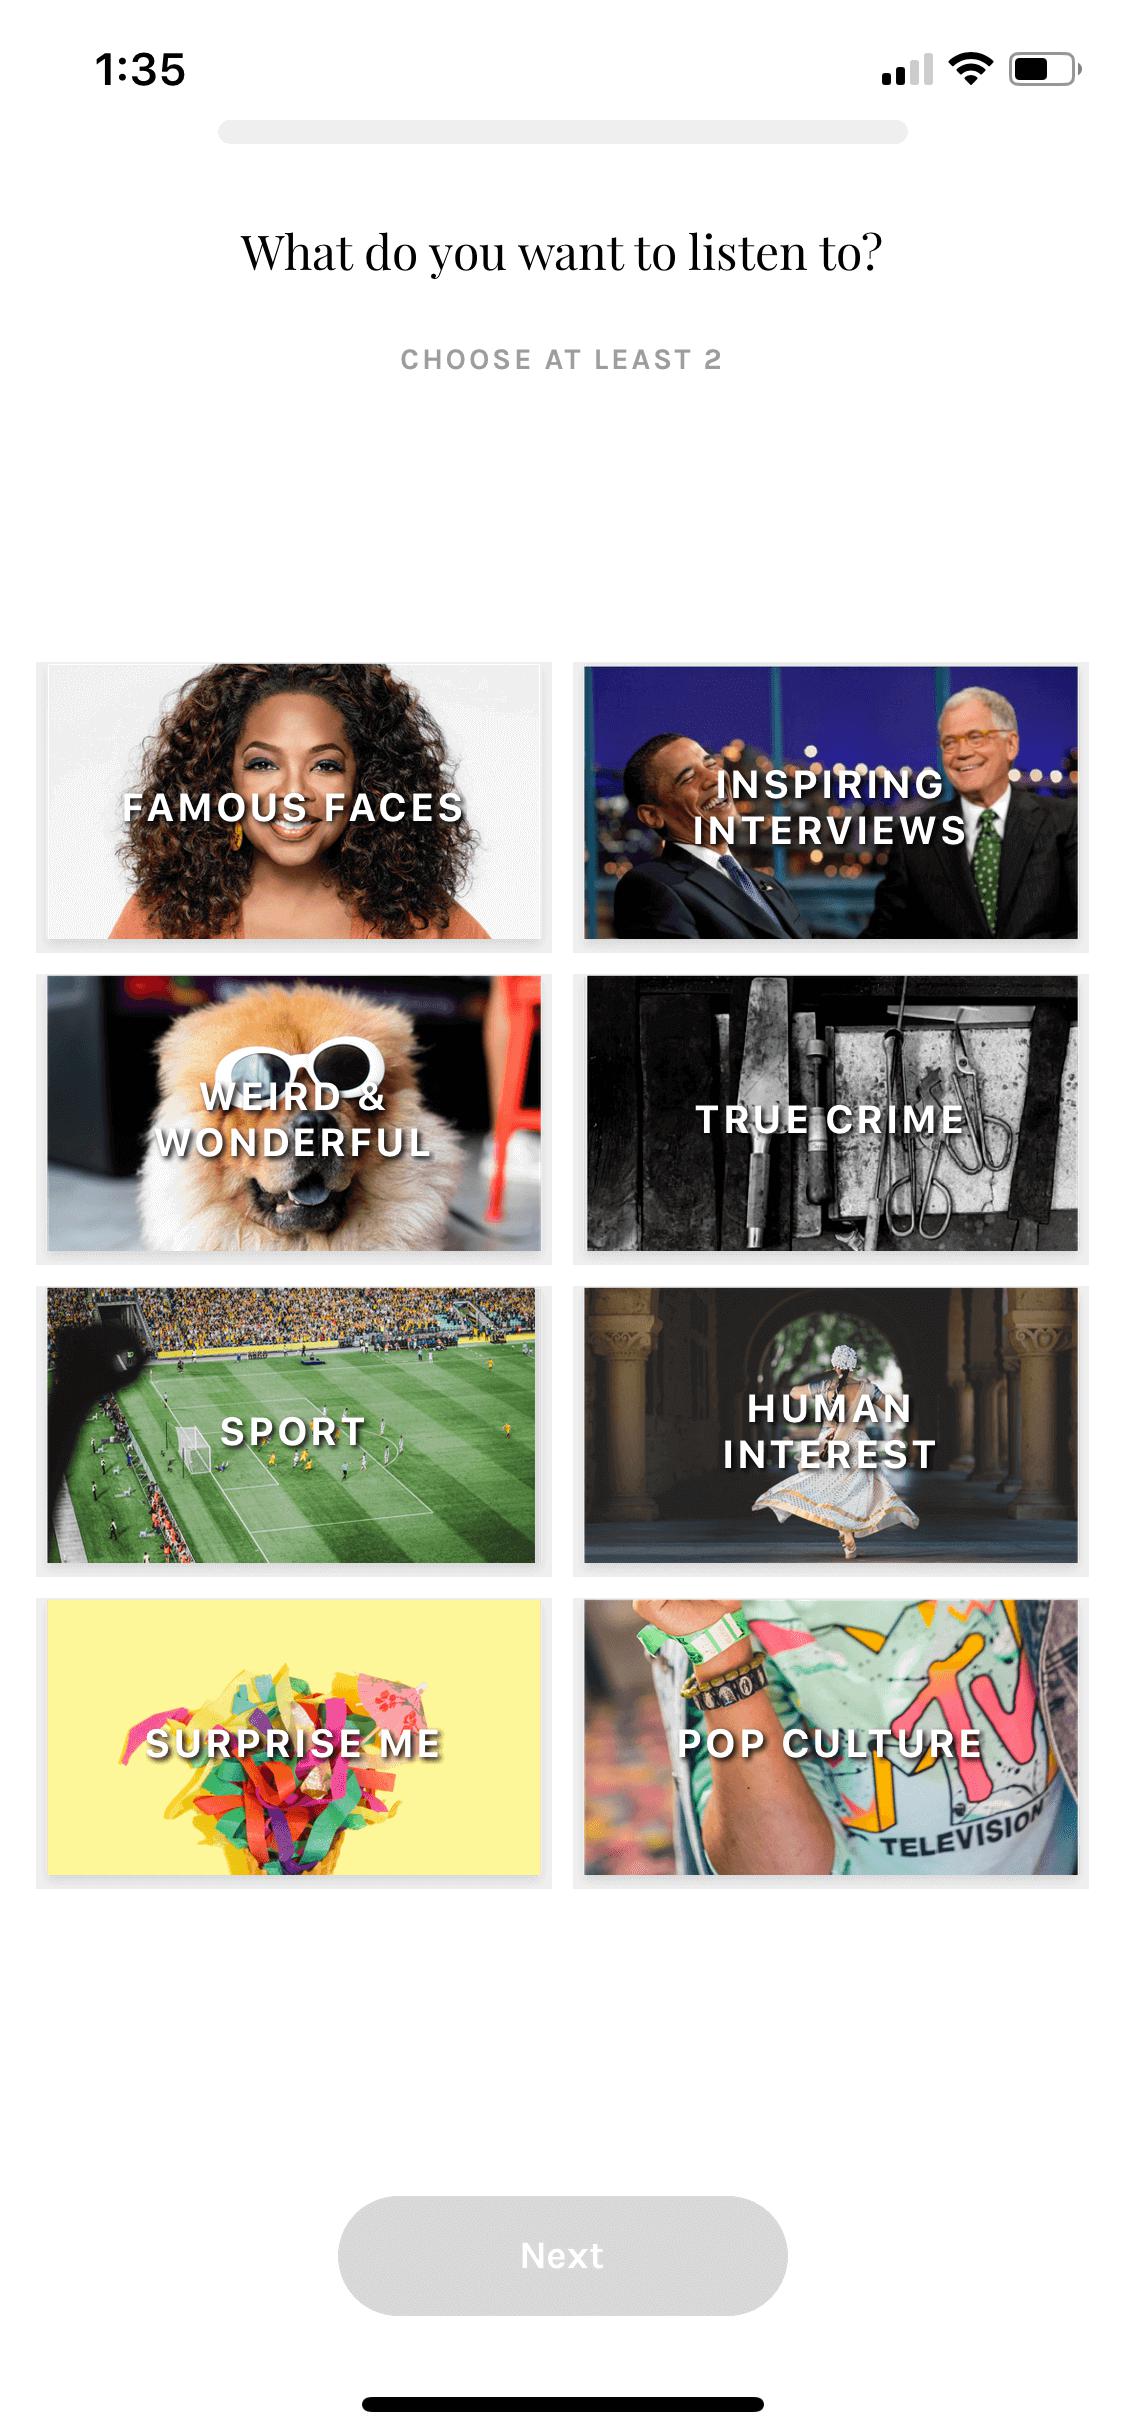 1:35
What do you want to listen to?
CHOOSE AT LEAST 2
FAMOUS FACES
INSPIRING
INTERVIEWS
WEIRD &
WONDERFUL
TRUE CRIME
SPORT
HUMAN
INTEREST
SURPRISE ME
POP CULTURE
MTV
TELEVISION
Next